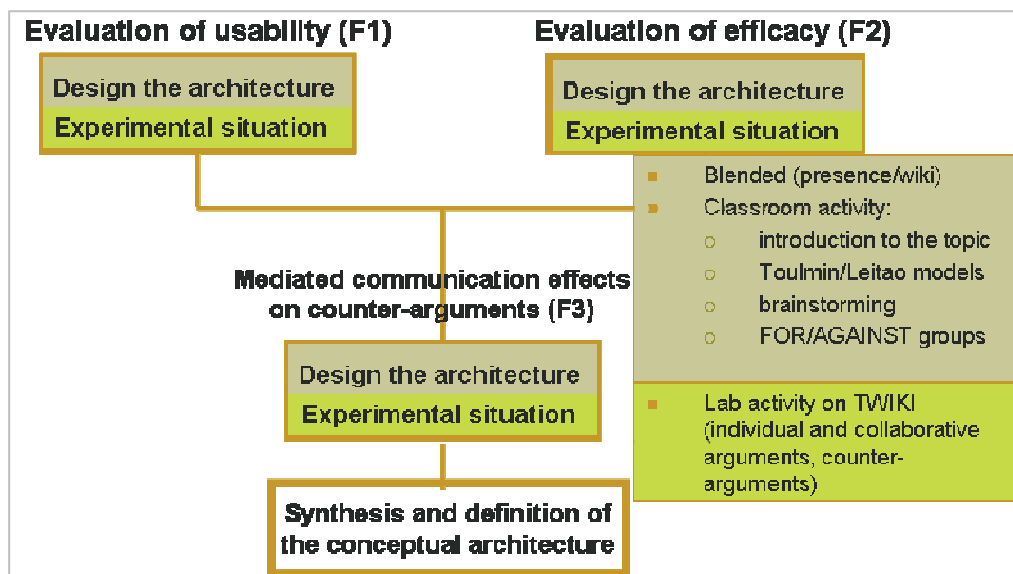 Evaluation of usability (F1)
Design the architecture
Experimental situation
Evaluation of efficacy (F2)
Design the architecture
Experimental situation
Blended (presence/wiki)
Classroom activity:
introduction to the topic
Toulmin/Leitao models
brainstorming
FOR/AGAINST groups
Lab activity on TWIKI
(individual and collaborative
arguments, counter-
arguments)
Mediated communication effects
on counter-arguments (F3)
Design the architecture
Experimental situation
Synthesis and definition of
the conceptual architecture